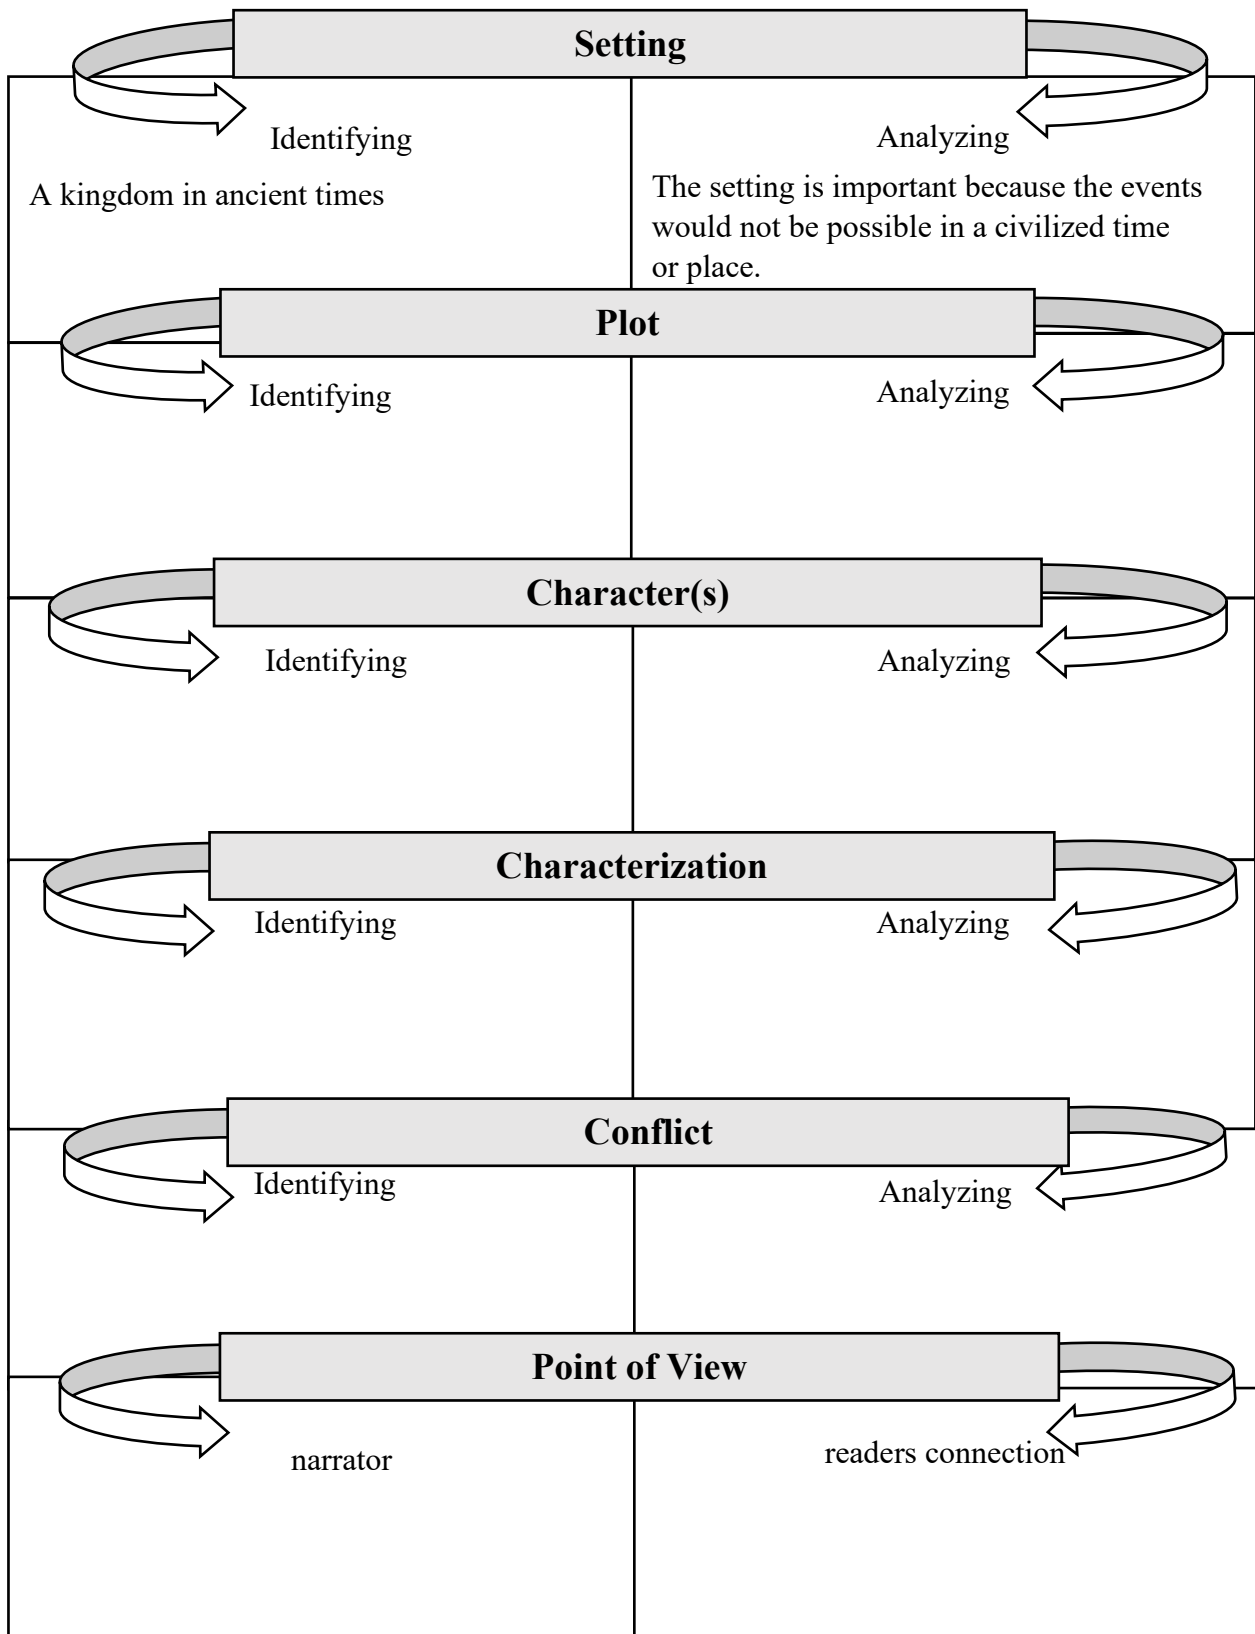 Setting
Identifying
Analyzing
A kingdom in ancient times
The setting is important because the events
would not be possible in a civilized time
or place.
Plot
Identifying
Analyzing
Character(s)
Identifying
Analyzing
Characterization
Identifying
Analyzing
Conflict
Identifying
Analyzing
Point of View
narrator
readers connection